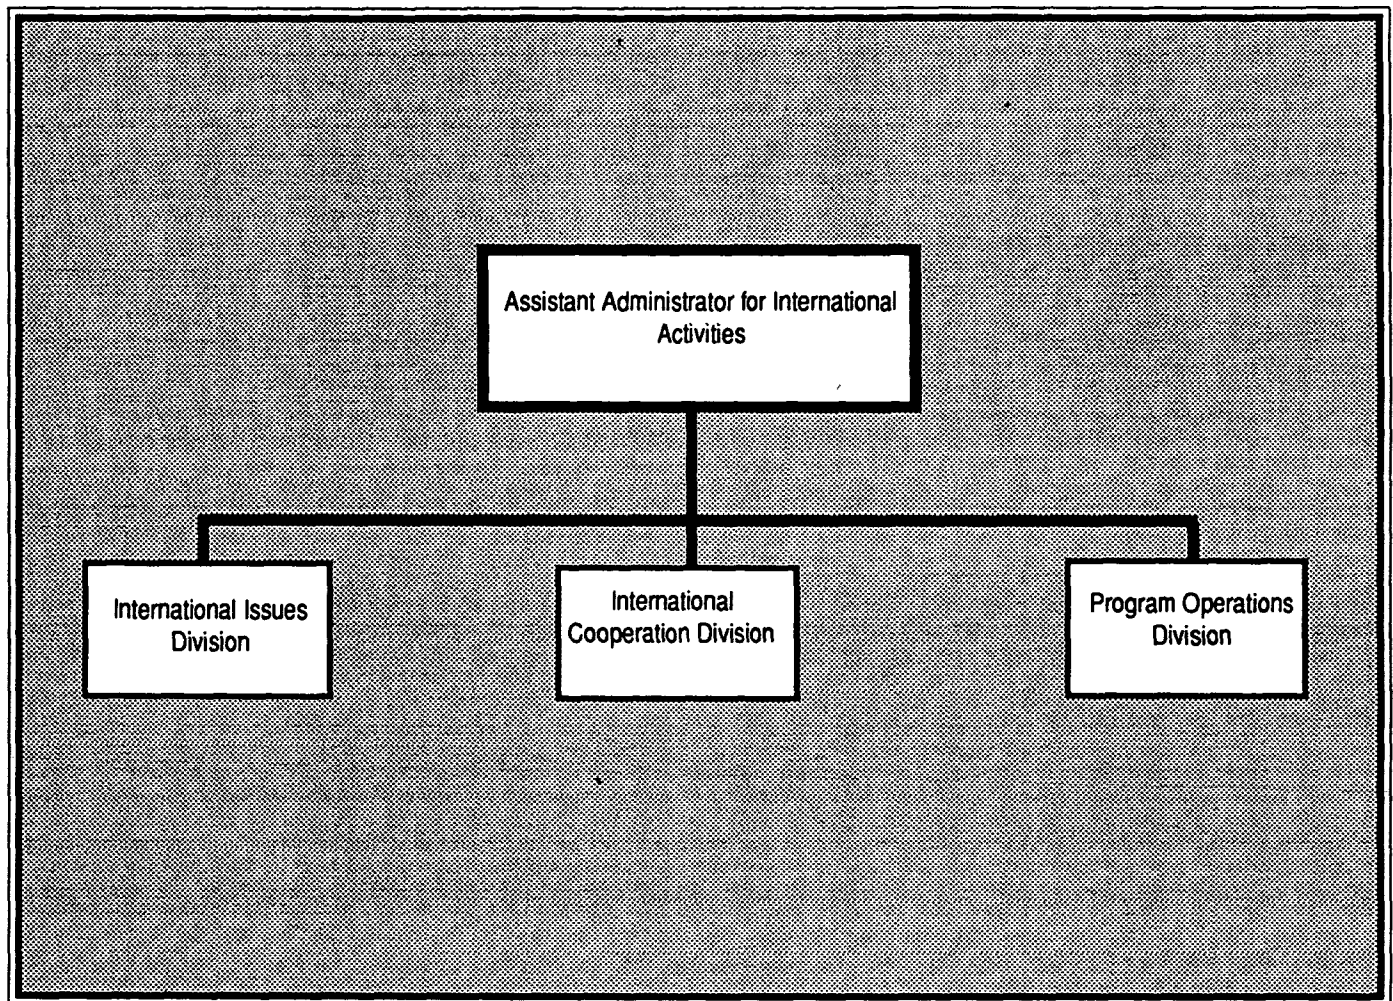 Assistant Administrator for International
Activities
International Issues
Division
International
Cooperation Division
Program Operations
Division